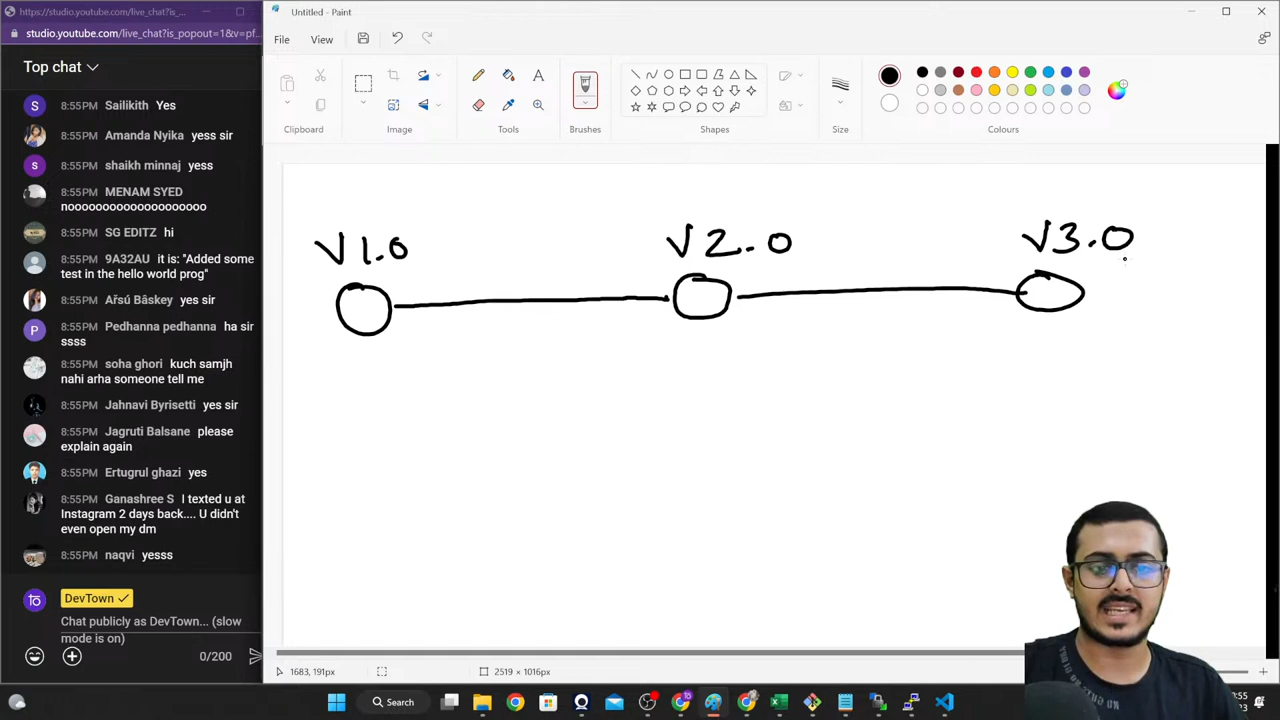 https://studio.youtube.com/live_chat?is_...
studio.youtube.com/live_chat?is_popout=1&v=pf...
Top chat
8:55PM Sailikith Yes
8:55PM Amanda Nyika yess sir
8:55PM shaikh minnaj yess
8:55PM MENAM SYED
nooooooooooooooooooo
8:55PM SG EDITZ hi
8:55PM 9A32AU it is: "Added some
test in the hello world prog"
8:55PM Aŕsú Bâskey yes sir
8:55PM Pedhanna pedhanna ha sir
ssss
8:55PM soha ghori kuch samjh
nahi arha someone tell me
8:55PM Jahnavi Byrisetti yes sir
8:55PM Jagruti Balsane please
explain again
8:55PM Ertugrul ghazi yes
8:55PM Ganashree S I texted u at
Instagram 2 days back.... U didn't
even open my dm
8:55PM naqvi yesss
DevTown
Chat publicly as DevTown... (slow
mode is on)
0/200
Untitled - Paint
File View
Clipboard Image Tools Brushes Shapes Size Colours
V1.0 V2..0 V3.0
1683, 191px 2519 × 1016px
Search